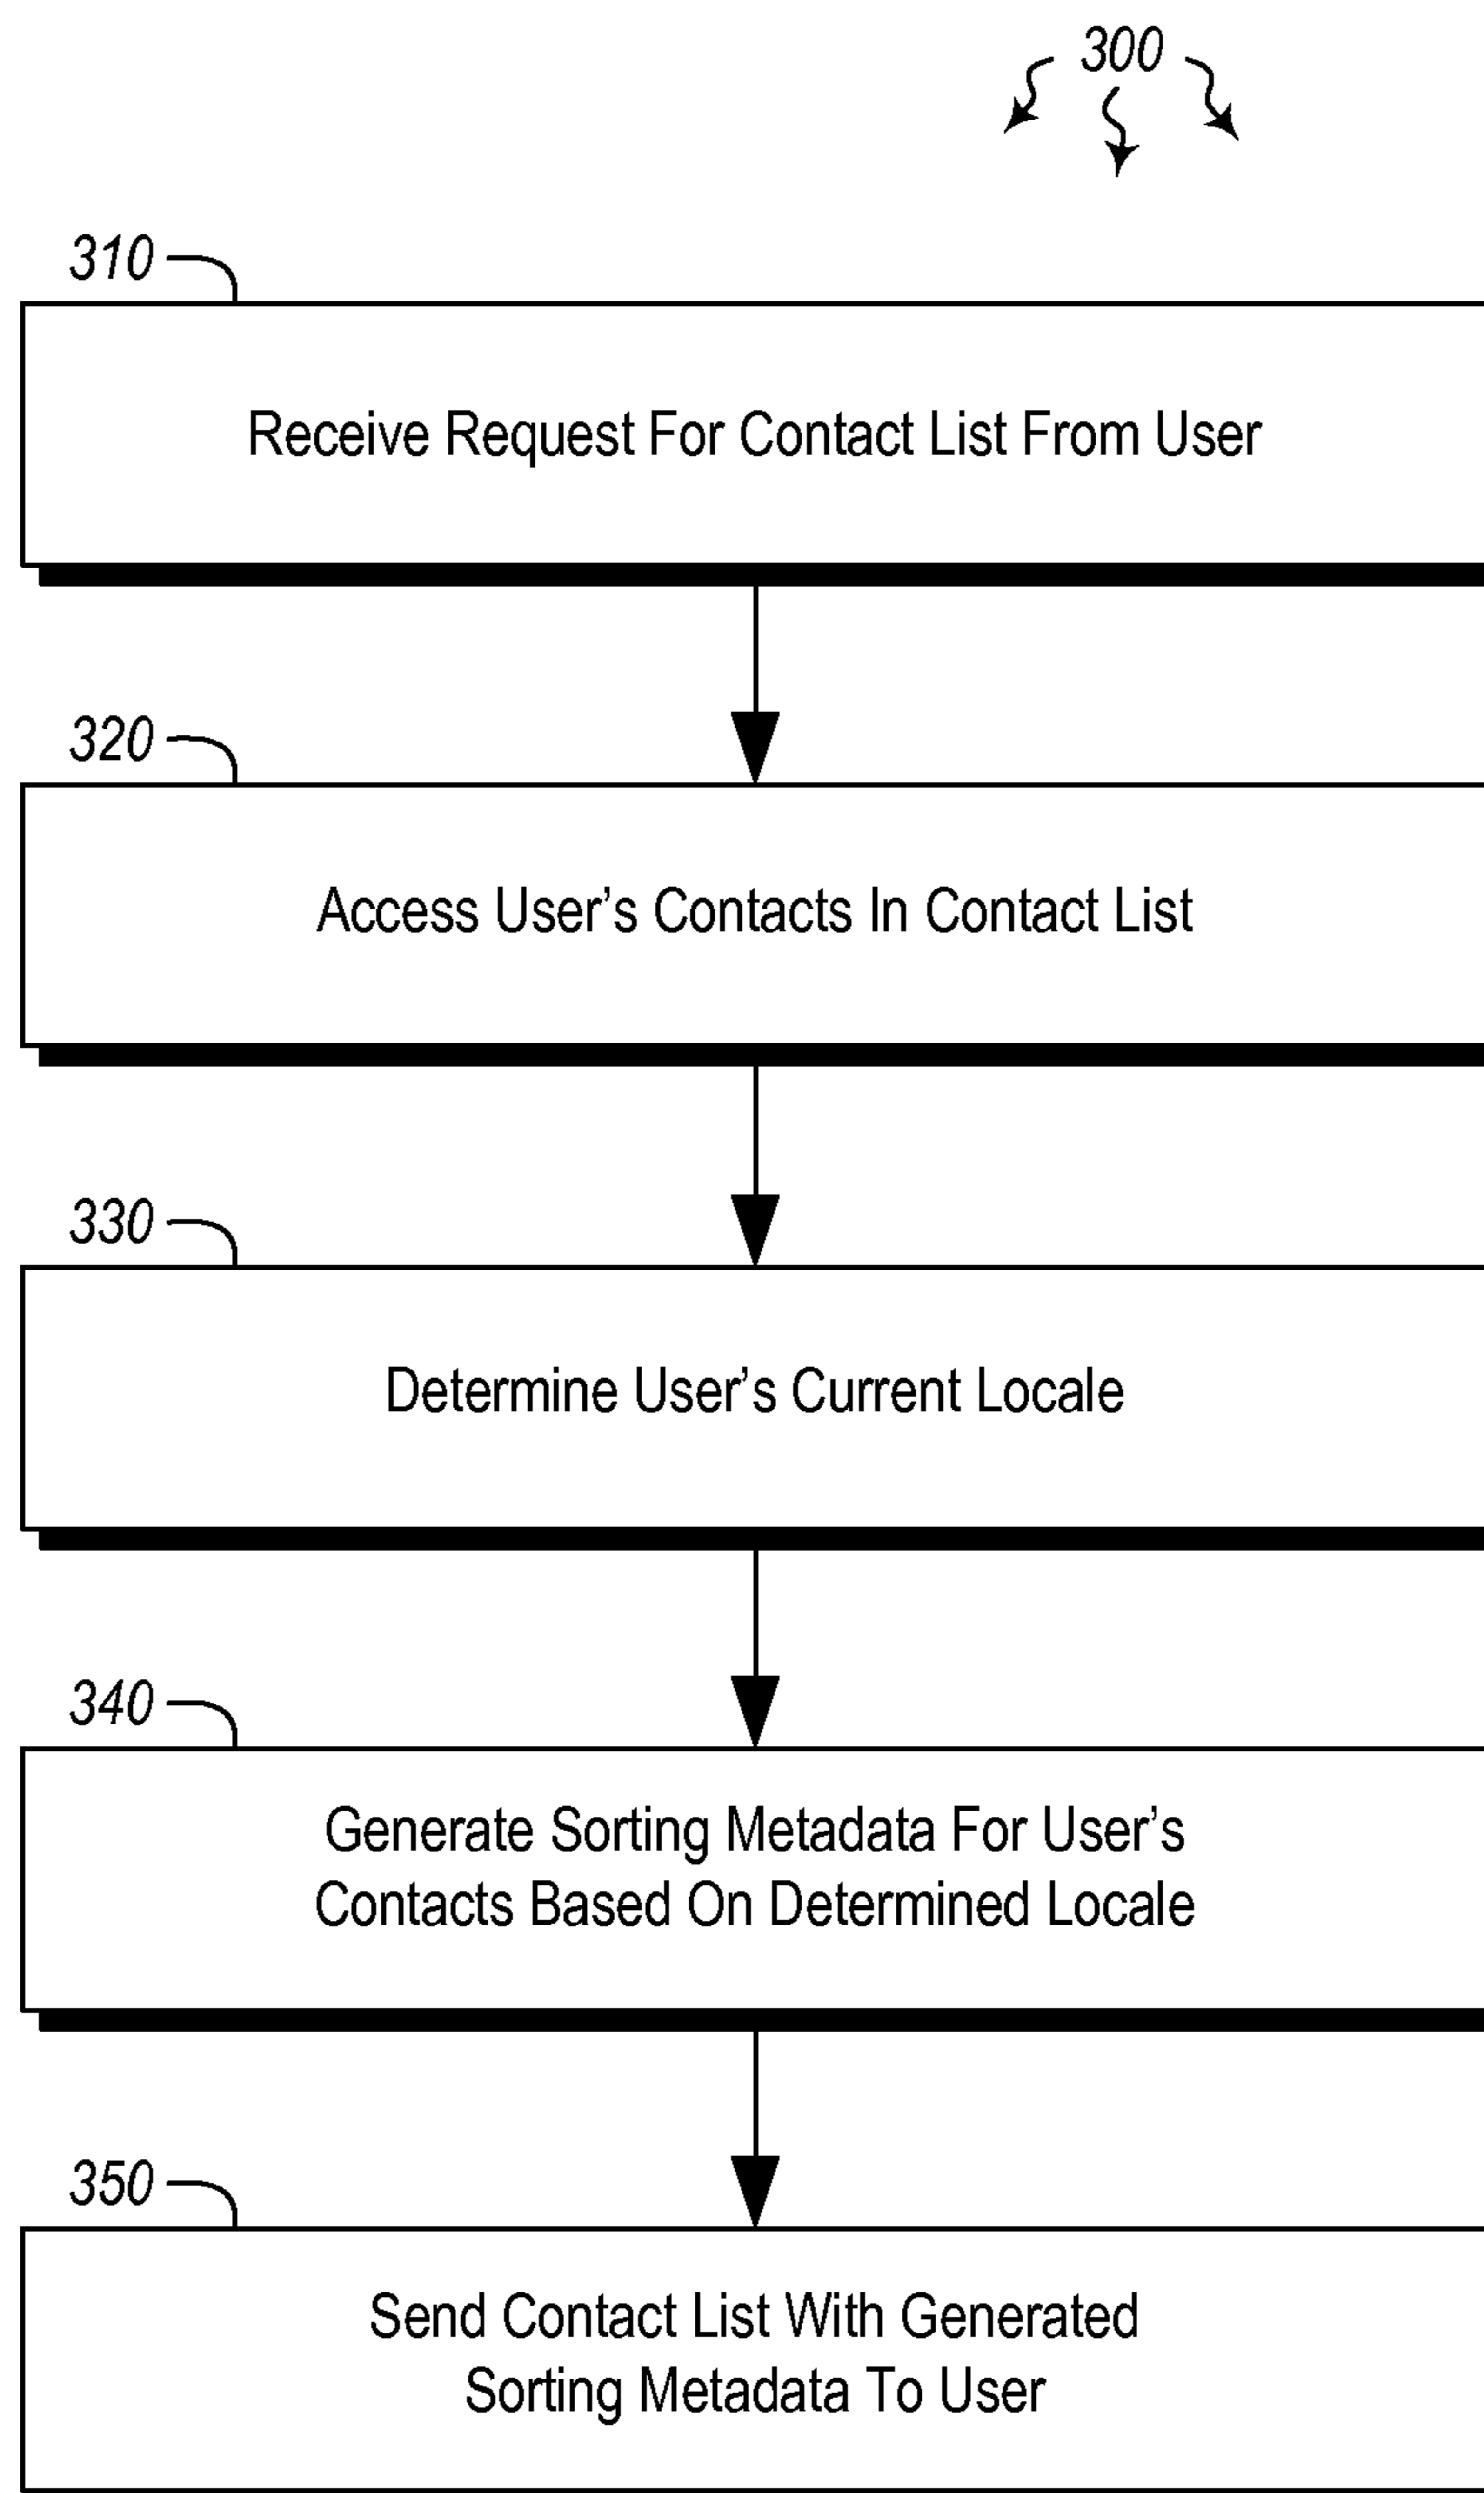 300
310
Receive Request For Contact List From User
320
Access User's Contacts In Contact List
330
Determine User's Current Locale
340
Generate Sorting Metadata For User's
Contacts Based On Determined Locale
350
Send Contact List With Generated
Sorting Metadata To User